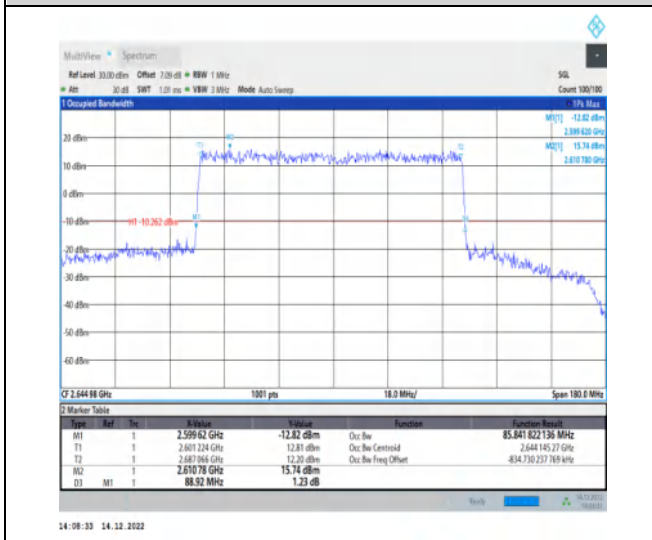 MultiView Spectrum
Ref Level 30.00 dBm Offset 7.09 dB RBW 1 MHz SGL
Att 30 dB SWT 1.01 ms VBW 3 MHz Mode Auto Sweep Count 100/100
1 Occupied Bandwidth 1Pk Max
M1[1] -12.82 dBm
2.599 620 GHz
M2[1] 15.74 dBm
2.610 780 GHz
20 dBm
10 dBm
0 dBm
-10 dBm
H1 -10.262 dBm
-20 dBm
-30 dBm
-40 dBm
-50 dBm
-60 dBm
T1
M2
T2
M1
CF 2.644 98 GHz 1001 pts 18.0 MHz/ Span 180.0 MHz
2 Marker Table
Type Ref Trc X-Value Y-Value Function Function Result
M1 1 2.599 62 GHz -12.82 dBm Occ Bw 85.841 822 136 MHz
T1 1 2.601 224 GHz 12.81 dBm Occ Bw Centroid 2.644 145 27 GHz
T2 1 2.687 066 GHz 12.20 dBm Occ Bw Freq Offset -834.730 237 769 kHz
M2 1 2.610 78 GHz 15.74 dBm
D3 M1 1 88.92 MHz 1.23 dB
Ready
14:08:33 14.12.2022